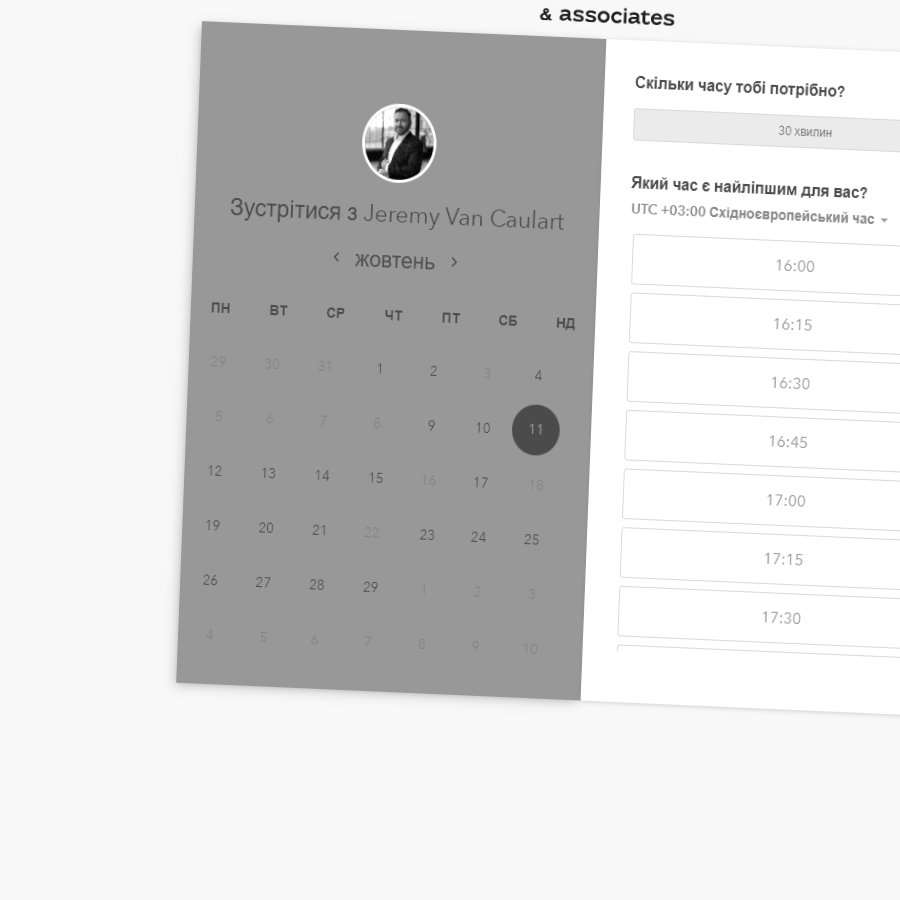 & associates
Зустрітися з Jeremy Van Caulart
‹ жовтень ›
ПН ВТ СР ЧТ ПТ СБ НД
29 30 31 1 2 3 4
5 6 7 8 9 10 11
12 13 14 15 16 17 18
19 20 21 22 23 24 25
26 27 28 29 1 2 3
4 5 6 7 8 9 10
Скільки часу тобі потрібно?
30 хвилин
Який час є найліпшим для вас?
UTC +03:00 Східноєвропейський час
16:00
16:15
16:30
16:45
17:00
17:15
17:30